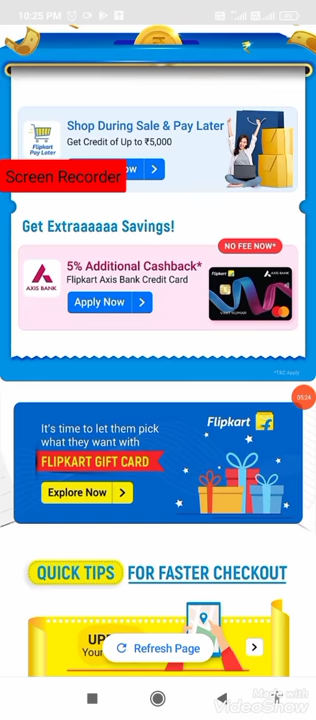 10:25 PM
Shop During Sale & Pay Later
Flipkart
Pay Later
Get Credit of Up to ₹5,000
Screen Recorder
Get Extraaaaaa Savings!
NO FEE NOW*
5% Additional Cashback*
Flipkart Axis Bank Credit Card
AXIS BANK
Apply Now
Flipkart
*T&C Apply
05:24
It's time to let them pick
what they want with
Flipkart
FLIPKART GIFT CARD
Explore Now
QUICK TIPS FOR FASTER CHECKOUT
Refresh Page
Made with
VideoShow